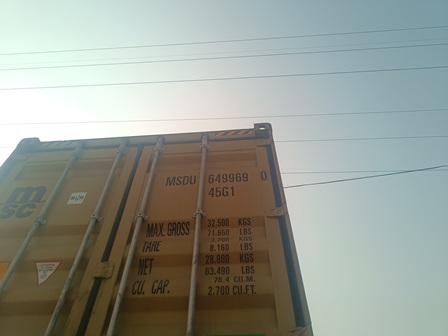 MSDU 649969 0
45G1
MAX. GROSS 32.500 KGS
71.650 LBS
TARE 3.700 KGS
8.160 LBS
NET 28.800 KGS
63.490 LBS
CU. CAP. 76.4 CU.M.
2.700 CU.FT.
m
sc